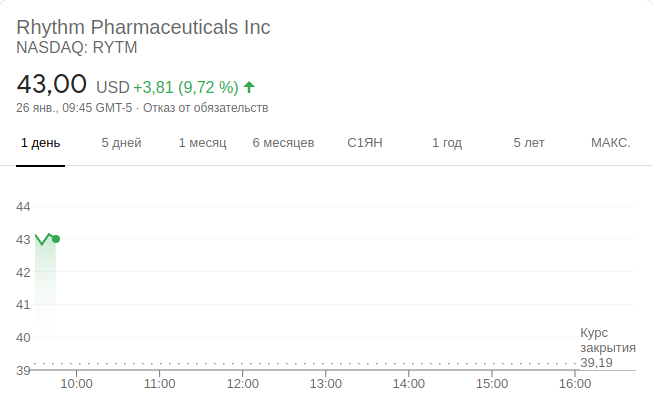 Rhythm Pharmaceuticals Inc
NASDAQ: RYTM
43,00 USD +3,81 (9,72 %)
26 янв., 09:45 GMT-5 · Отказ от обязательств
1 день 5 дней 1 месяц 6 месяцев С1ЯН 1 год 5 лет МАКС.
44
43
42
41
40
39
Курс
закрытия
39,19
10:00 11:00 12:00 13:00 14:00 15:00 16:00